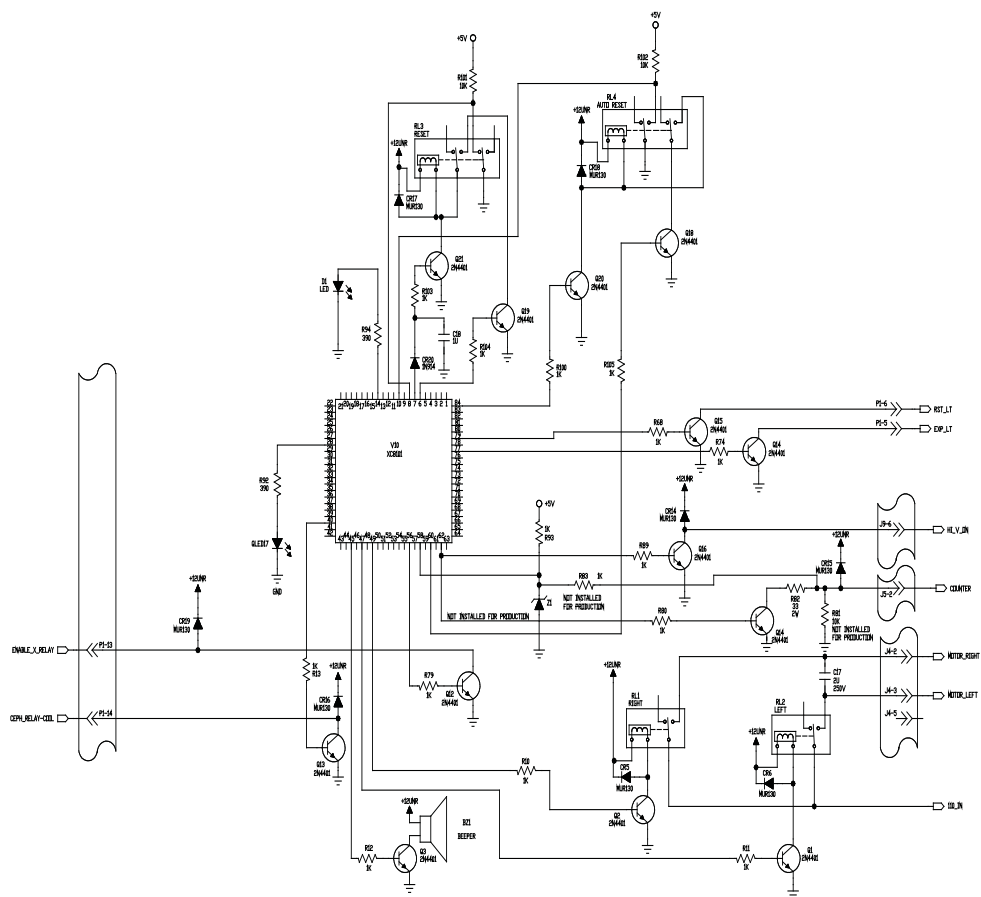 +5V
+5V
R101
10K
R102
10K
RL3
RESET
+12UNR
CR17
MUR130
+12UNR
RL4
AUTO RESET
CR18
MUR130
Q18
2N4401
Q21
2N4401
R103
1K
Q20
2N4401
D1
LED
R94
390
C18
1U
CR20
1N914
R104
1K
Q19
2N4401
R100
1K
R105
1K
V10
XC8101
R92
390
QLED17
GND
R68
1K
Q15
2N4401
R74
1K
Q14
2N4401
P1-6
RST_LT
P1-5
EXP_LT
+12UNR
CR14
MUR130
J5-6
HI_V_ON
+5V
1K
R93
R89
1K
Q16
2N4401
+12UNR
CR15
MUR130
R83 1K
NOT INSTALLED
FOR PRODUCTION
Z1
R82
33
2W
J5-2
COUNTER
R81
10K
NOT INSTALLED
FOR PRODUCTION
NOT INSTALLED FOR PRODUCTION
R80
1K
Q14
2N4401
+12UNR
CR19
MUR130
ENABLE_X_RELAY
P1-13
1K
R13
+12UNR
CR16
MUR130
CEPH_RELAY-COIL
P1-14
Q13
2N4401
R79
1K
Q12
2N4401
J4-2
MOTOR_RIGHT
C17
2U
250V
J4-3
MOTOR_LEFT
J4-5
+12UNR
RL1
RIGHT
CR5
MUR130
+12UNR
RL2
LEFT
CR6
MUR130
R10
1K
Q2
2N4401
+12UNR
BZ1
BEEPER
R12
1K
Q3
2N4401
R11
1K
Q1
2N4401